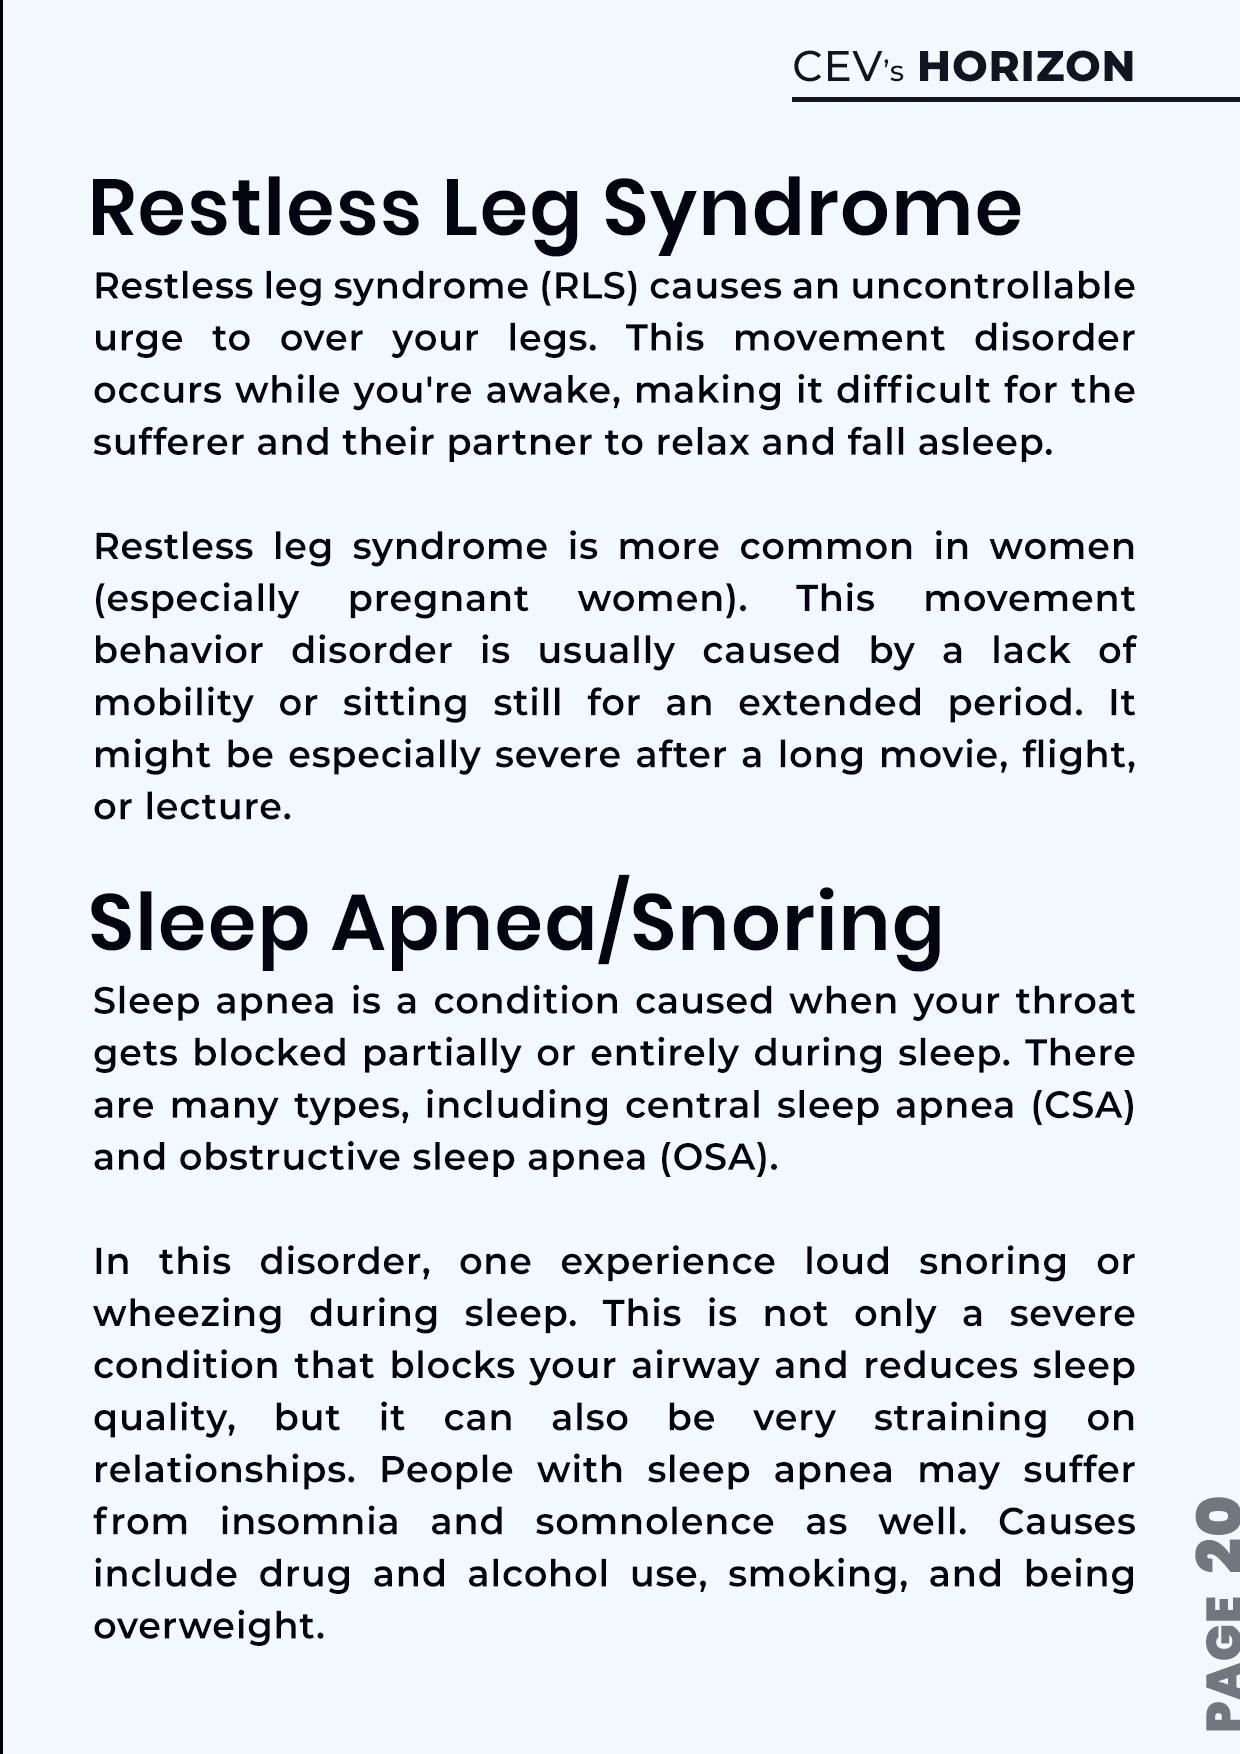 CEV's HORIZON
Restless Leg Syndrome
Restless leg syndrome (RLS) causes an uncontrollable
urge to over your legs. This movement disorder
occurs while you're awake, making it difficult for the
sufferer and their partner to relax and fall asleep.
Restless leg syndrome is more common in women
(especially pregnant women). This movement
behavior disorder is usually caused by a lack of
mobility or sitting still for an extended period. It
might be especially severe after a long movie, flight,
or lecture.
Sleep Apnea/Snoring
Sleep apnea is a condition caused when your throat
gets blocked partially or entirely during sleep. There
are many types, including central sleep apnea (CSA)
and obstructive sleep apnea (OSA).
In this disorder, one experience loud snoring or
wheezing during sleep. This is not only a severe
condition that blocks your airway and reduces sleep
quality, but it can also be very straining on
relationships. People with sleep apnea may suffer
from insomnia and somnolence as well. Causes
include drug and alcohol use, smoking, and being
overweight.
PAGE 20